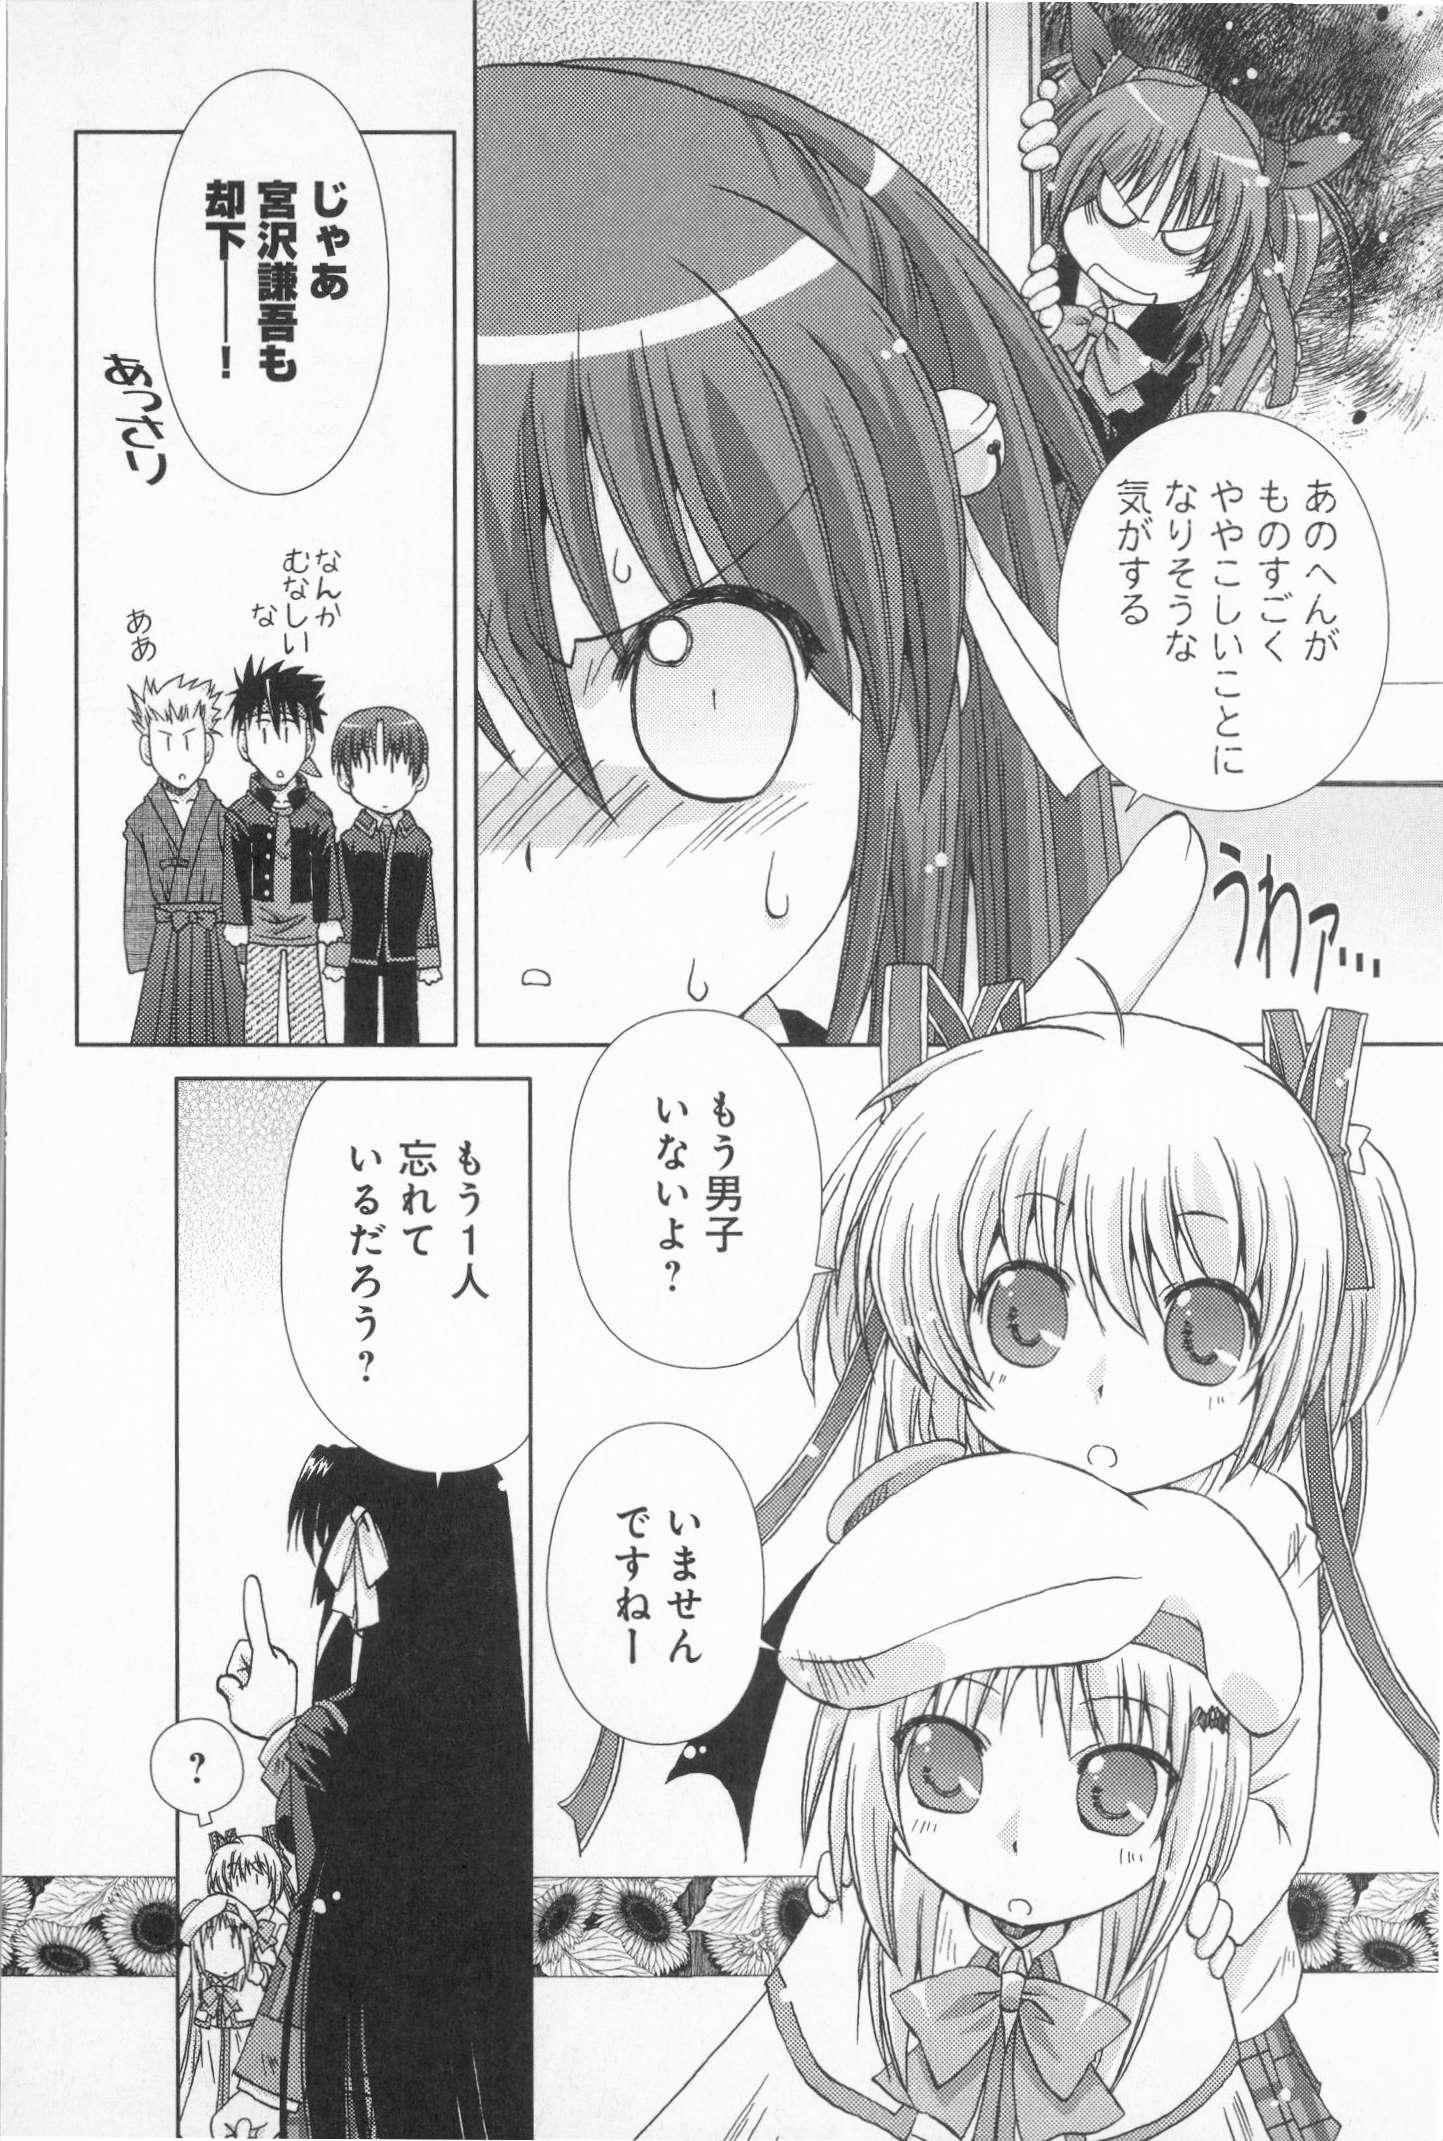 あのへんが
ものすごく
ややこしいことに
なりそうな
気がする
うわァ…
じゃあ
宮沢謙吾も
却下――！
あっさり
なんか
むなしい
な
ああ
もう男子
いないよ？
いません
ですねー
もう1人
忘れて
いるだろう？
？